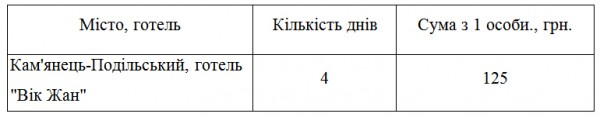 Місто, готель
Кількість днів
Сума з 1 особи., грн.
Кам'янець-Подільський, готель
"Вік Жан"
4
125